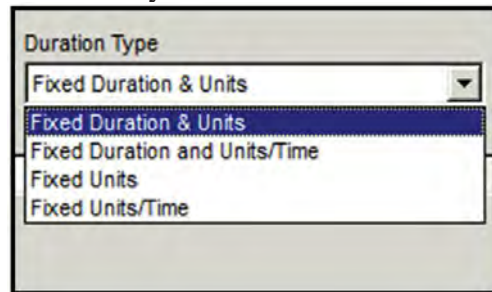 Duration Type
Fixed Duration & Units
Fixed Duration & Units
Fixed Duration and Units/Time
Fixed Units
Fixed Units/Time